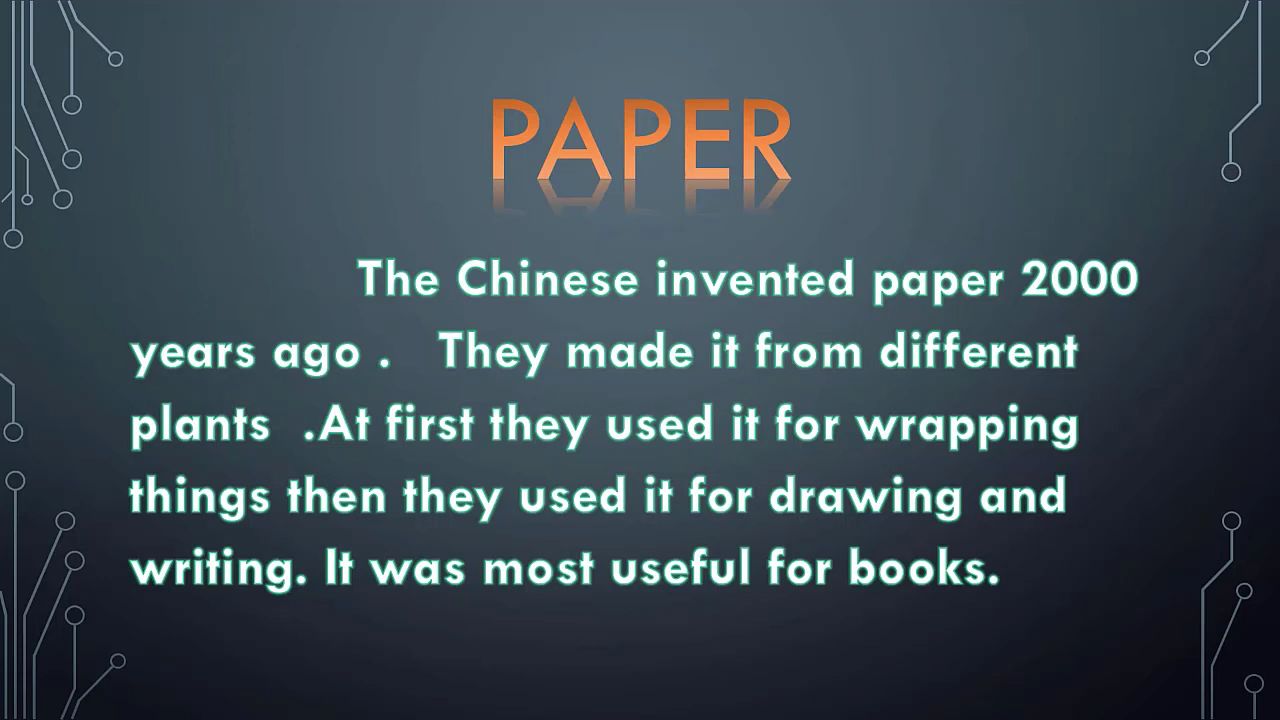 PAPER
The Chinese invented paper 2000
years ago .   They made it from different
plants  .At first they used it for wrapping
things then they used it for drawing and
writing. It was most useful for books.